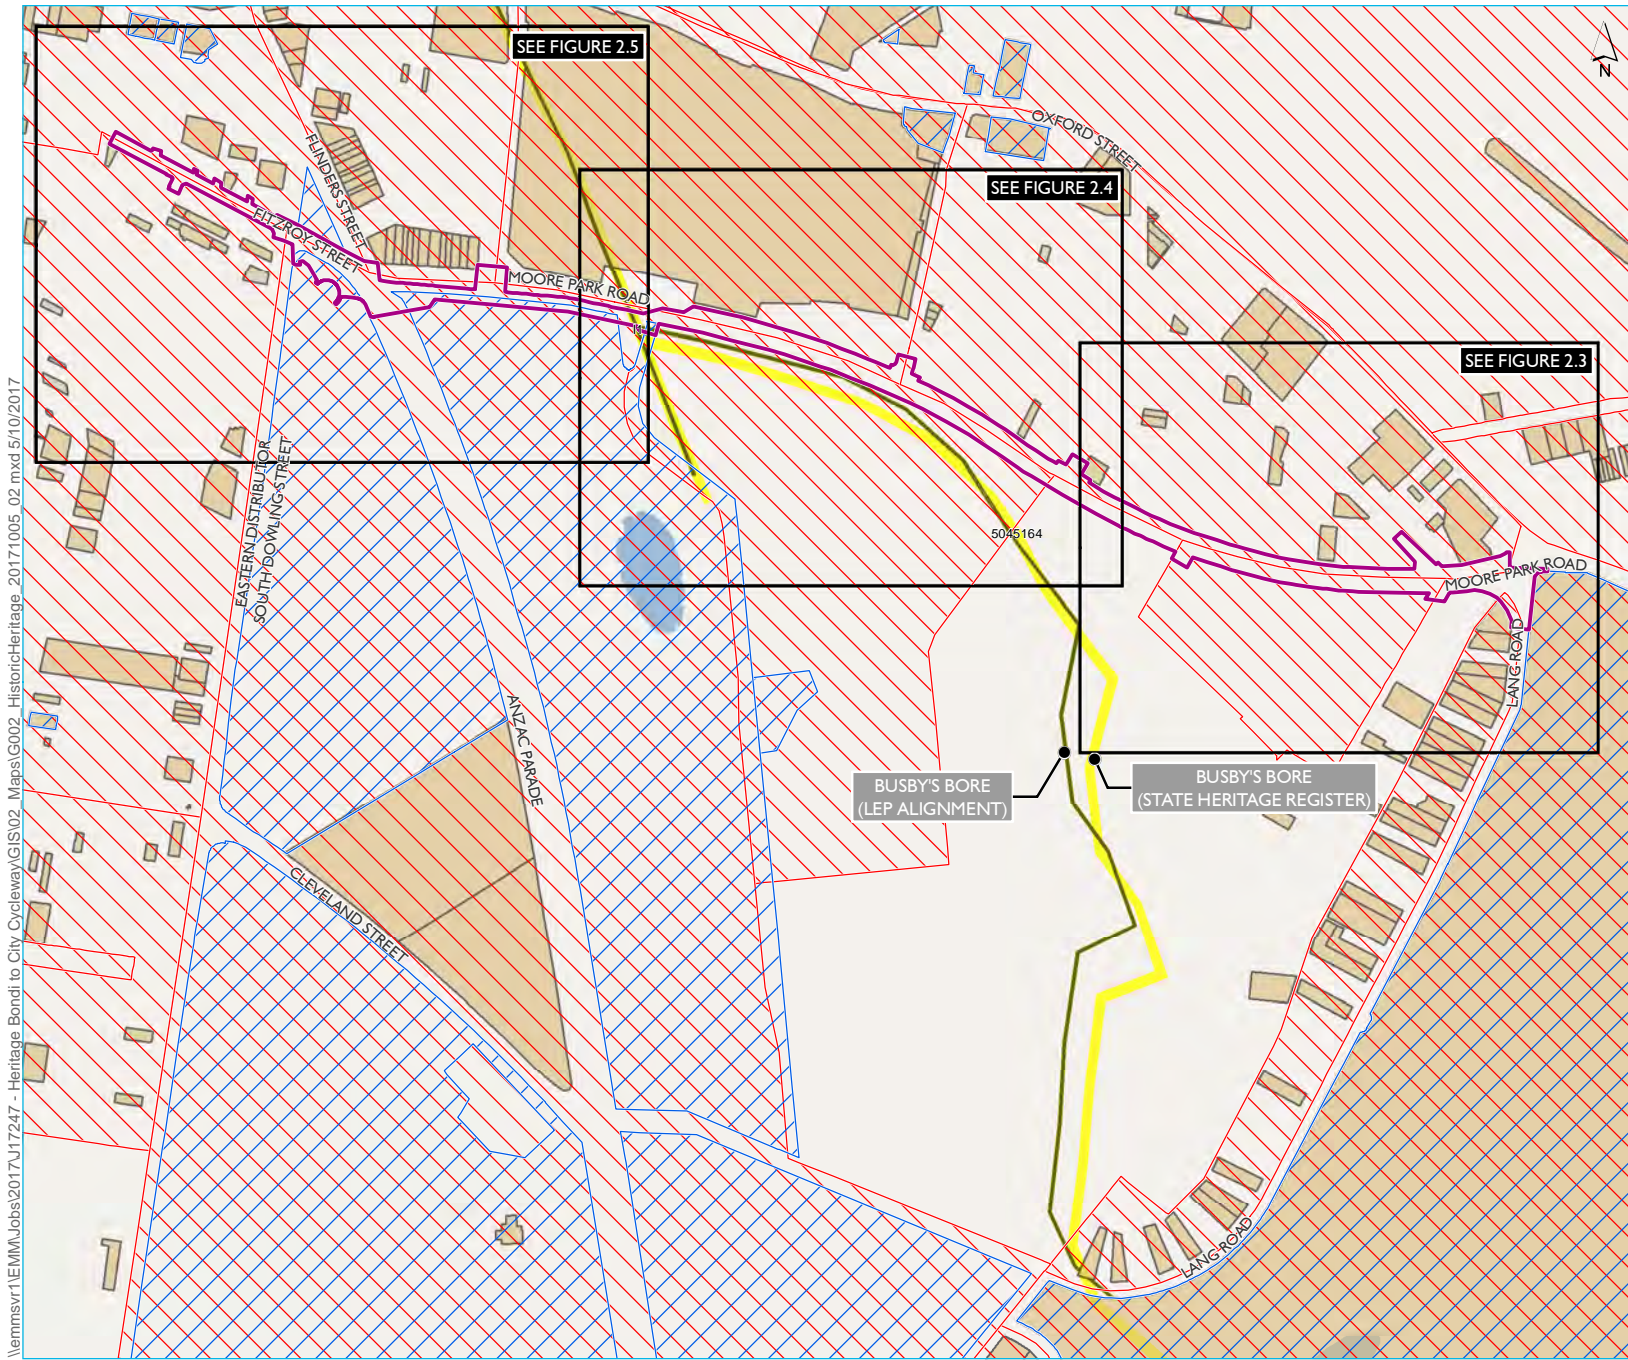 SEE FIGURE 2.5
N
OXFORD STREET
FLINDERS STREET
SEE FIGURE 2.4
FITZROY STREET
MOORE PARK ROAD
SEE FIGURE 2.3
5045164
EASTERN DISTRIBUTOR
SOUTH DOWLING STREET
MOORE PARK ROAD
LANG ROAD
ANZAC PARADE
BUSBY'S BORE
(LEP ALIGNMENT)
BUSBY'S BORE
(STATE HERITAGE REGISTER)
CLEVELAND STREET
LANG ROAD
\\emmsvr1\EMM\Jobs\2017\J17247 - Heritage Bondi to City Cycleway\GIS\02_Maps\G002_HistoricHeritage_20171005_02 mxd 5/10/2017